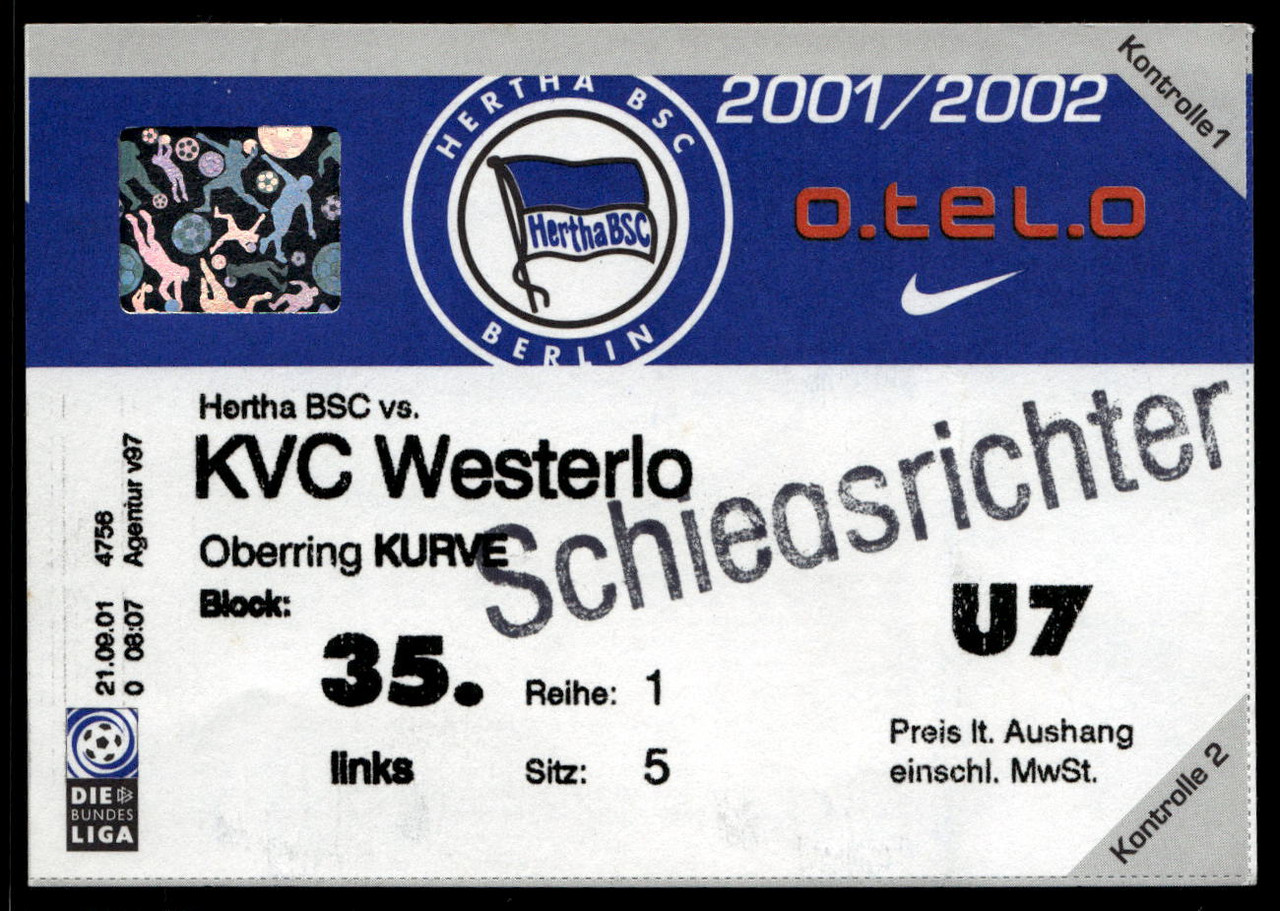 2001/2002
Kontrolle 1
HERTHA BSC
HerthaBSC
BERLIN
o.tel.o
Hertha BSC vs.
KVC Westerlo
Schiedsrichter
Oberring KURVE
Block:
35.
links
Reihe: 1
Sitz: 5
U7
Preis lt. Aushang
einschl. MwSt.
Kontrolle 2
21.09.01 4756
0 08:07 Agentur v97
DIE
BUNDES
LIGA